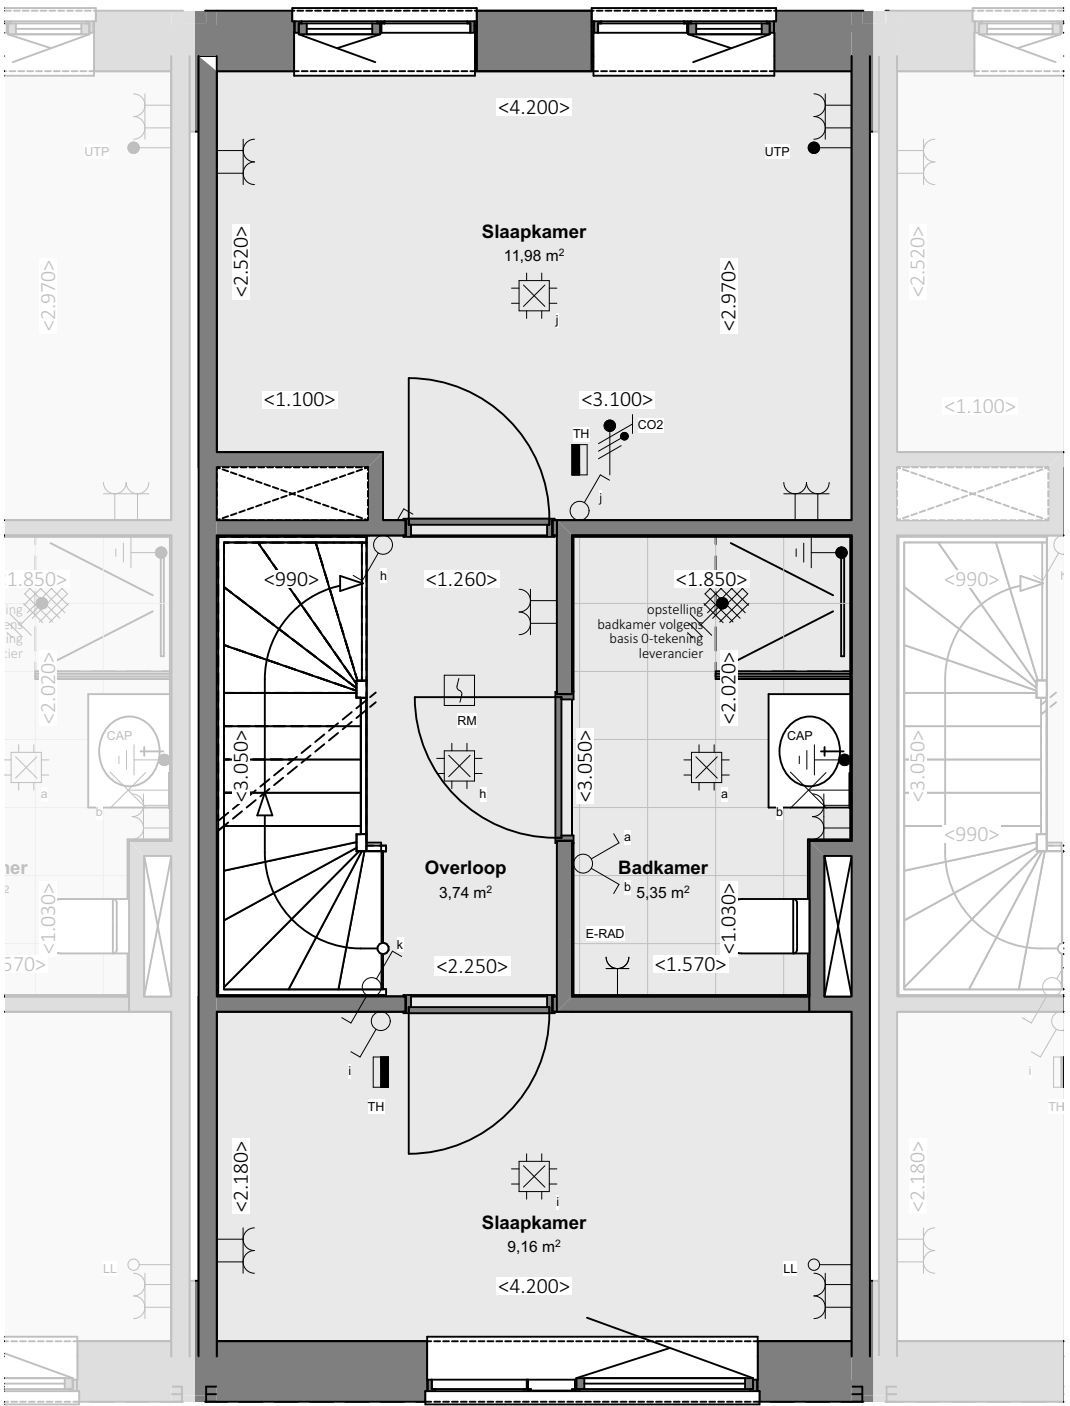 <4.200>
UTP
UTP
Slaapkamer
11,98 m²
<2.520>
<2.970>
<2.970>
<2.520>
j
<1.100>
<3.100>
<1.100>
TH
CO2
j
<990>
h
<1.260>
<1.850>
<1.850>
<990>
opstelling
badkamer volgens
basis 0-tekening
leverancier
<2.020>
<2.020>
RM
CAP
CAP
<3.050>
<3.050>
<3.050>
h
a
a
b
b
<990>
a
b
Overloop
3,74 m²
Badkamer
5,35 m²
<1.030>
<1.030>
E-RAD
k
<2.250>
<1.570>
570>
i
i
TH
TH
<2.180>
<2.180>
i
Slaapkamer
9,16 m²
LL
LL
<4.200>